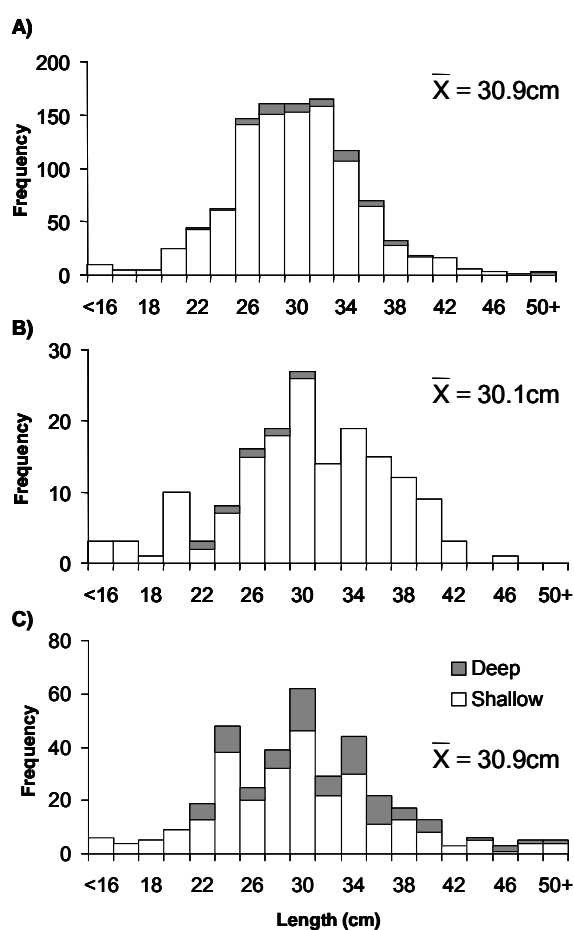 A)
200
150
100
50
0
Frequency
X̄ = 30.9cm
<16 18 22 26 30 34 38 42 46 50+
B)
30
20
10
0
Frequency
X̄ = 30.1cm
<16 18 22 26 30 34 38 42 46 50+
C)
80
60
40
20
0
Frequency
Deep
Shallow
X̄ = 30.9cm
<16 18 22 26 30 34 38 42 46 50+
Length (cm)